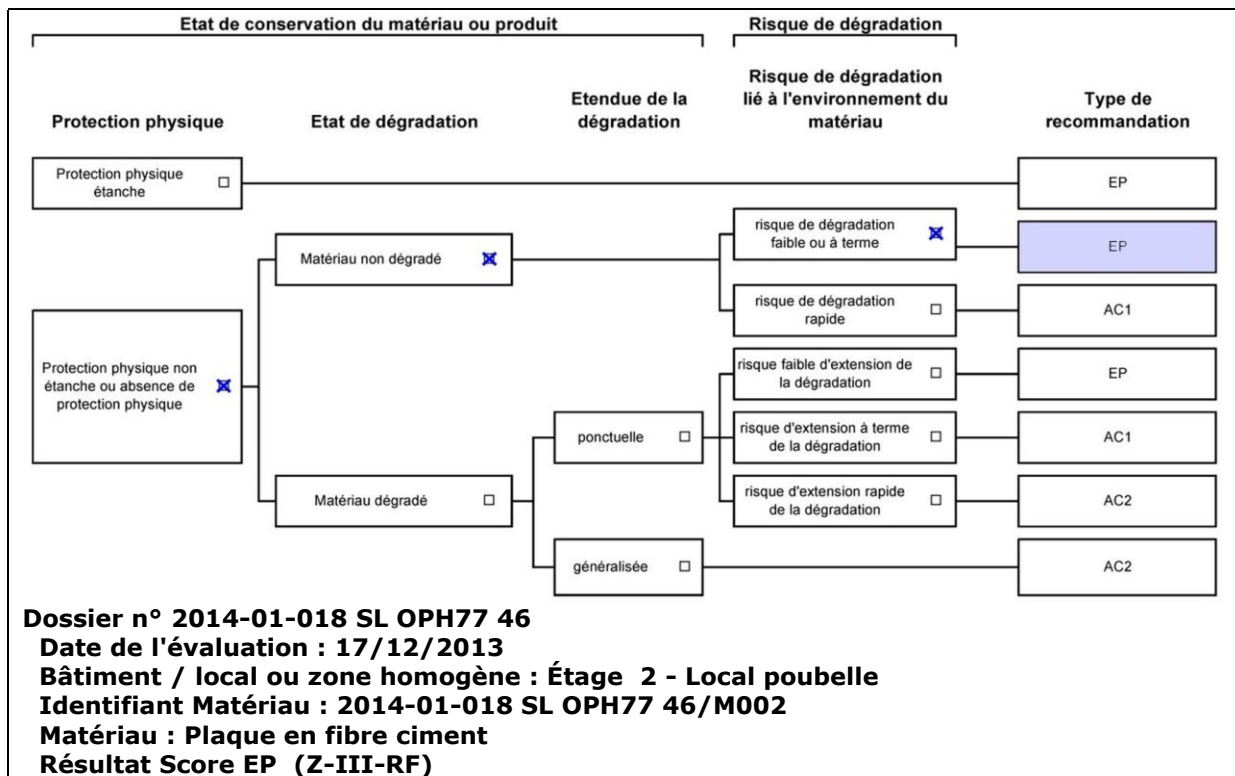 Etat de conservation du matériau ou produit
Risque de dégradation
Protection physique
Etat de dégradation
Etendue de la
dégradation
Risque de dégradation
lié à l'environnement du
matériau
Type de
recommandation
Protection physique
étanche
EP
risque de dégradation
faible ou à terme
EP
Matériau non dégradé
risque de dégradation
rapide
AC1
Protection physique non
étanche ou absence de
protection physique
risque faible d'extension de
la dégradation
EP
ponctuelle
risque d'extension à terme
de la dégradation
AC1
Matériau dégradé
risque d'extension rapide
de la dégradation
AC2
généralisée
AC2
Dossier n° 2014-01-018 SL OPH77 46
Date de l'évaluation : 17/12/2013
Bâtiment / local ou zone homogène : Étage 2 - Local poubelle
Identifiant Matériau : 2014-01-018 SL OPH77 46/M002
Matériau : Plaque en fibre ciment
Résultat Score EP (Z-III-RF)